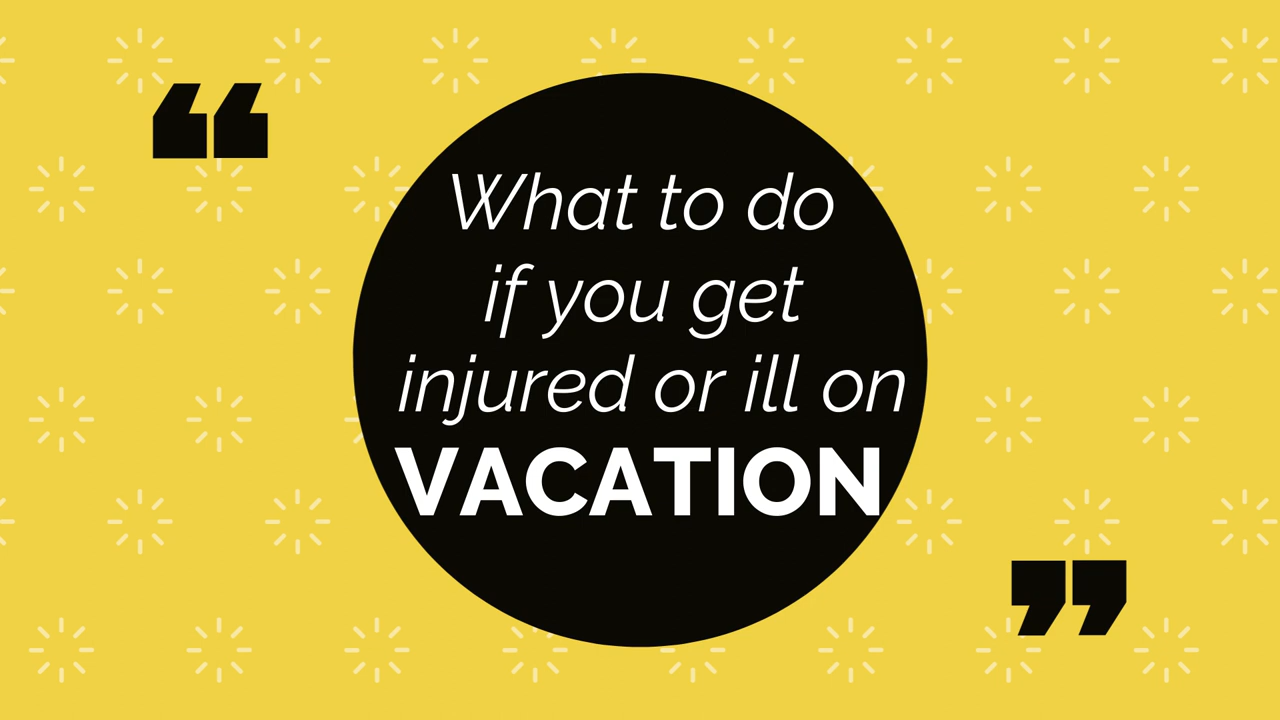 “
What to do
if you get
injured or ill on
VACATION
”